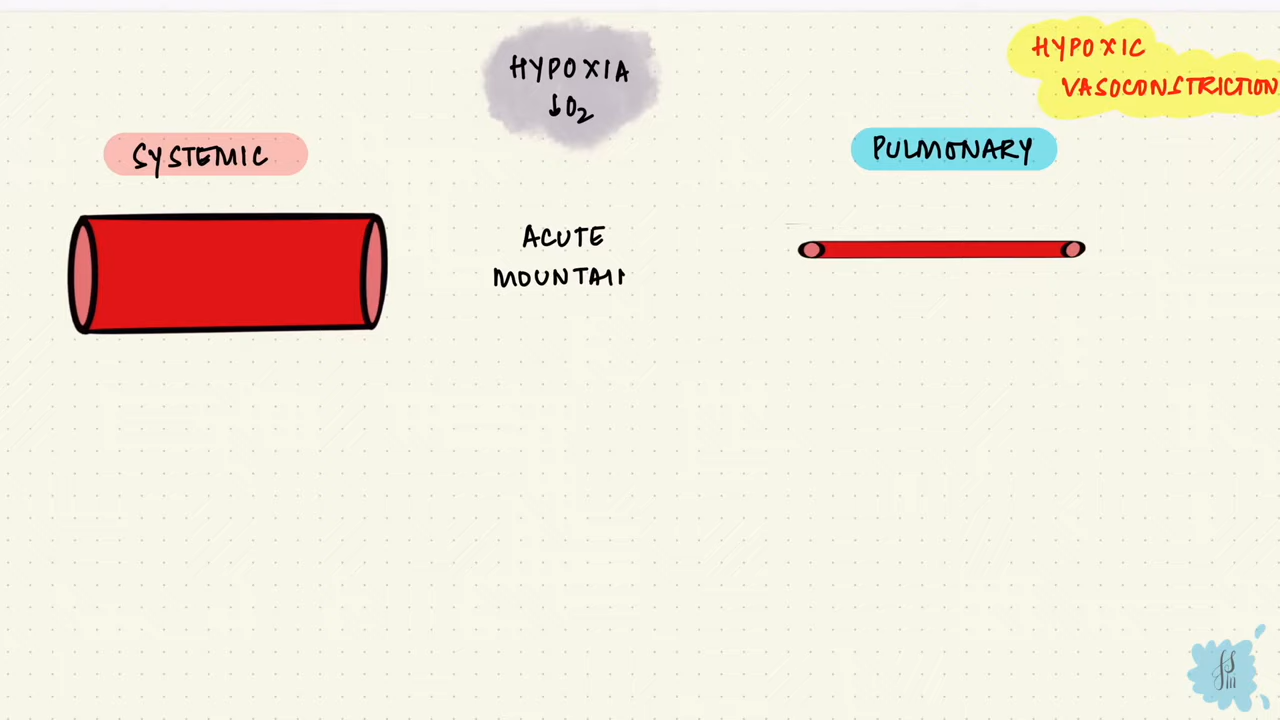 HYPOXIA
↓O₂
HYPOXIC
VASOCONSTRICTION
SYSTEMIC
PULMONARY
ACUTE